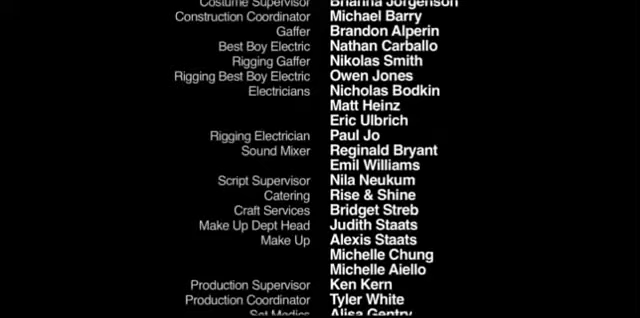 Costume Supervisor Brianna Jorgenson
Construction Coordinator Michael Barry
Gaffer Brandon Alperin
Best Boy Electric Nathan Carballo
Rigging Gaffer Nikolas Smith
Rigging Best Boy Electric Owen Jones
Electricians Nicholas Bodkin
Matt Heinz
Eric Ulbrich
Rigging Electrician Paul Jo
Sound Mixer Reginald Bryant
Emil Williams
Script Supervisor Nila Neukum
Catering Rise & Shine
Craft Services Bridget Streb
Make Up Dept Head Judith Staats
Make Up Alexis Staats
Michelle Chung
Michelle Aiello
Production Supervisor Ken Kern
Production Coordinator Tyler White
Set Medics Alisa Gentry